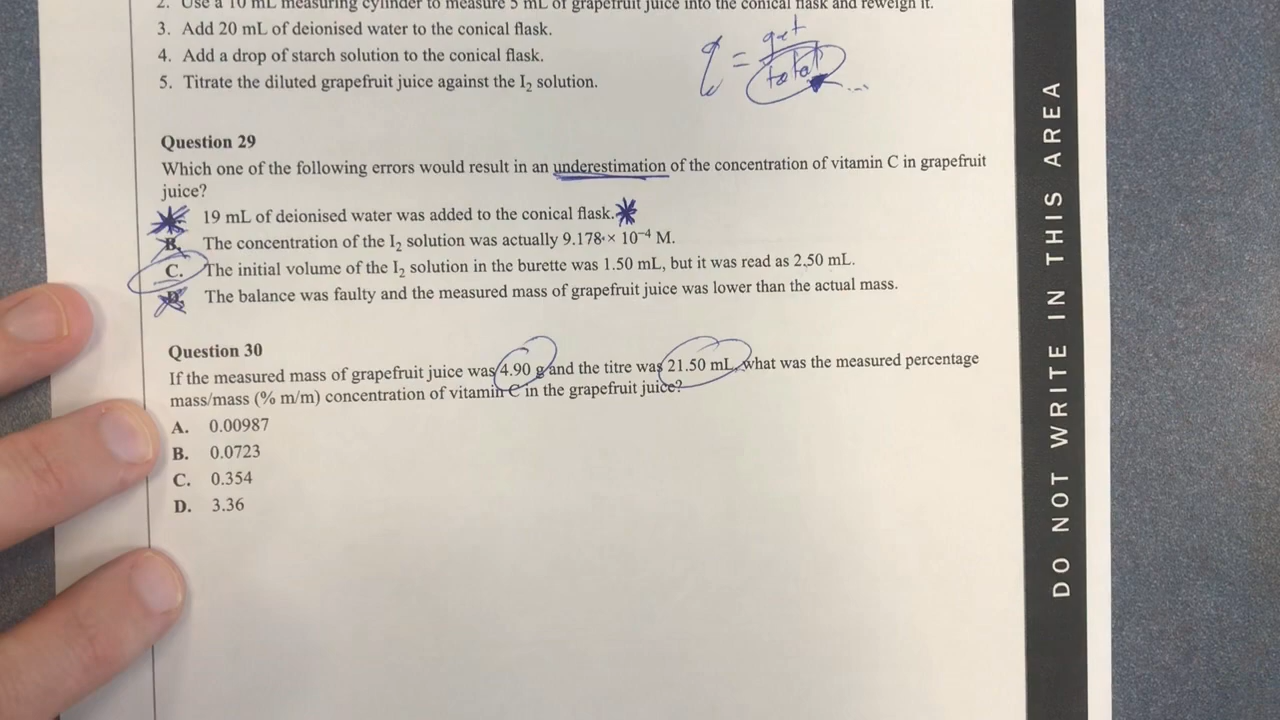 2. Use a 10 mL measuring cylinder to measure 5 mL of grapefruit juice into the conical flask and reweigh it.
3. Add 20 mL of deionised water to the conical flask.
4. Add a drop of starch solution to the conical flask.
5. Titrate the diluted grapefruit juice against the I₂ solution.
= get
total
...
Question 29
Which one of the following errors would result in an underestimation of the concentration of vitamin C in grapefruit
juice?
19 mL of deionised water was added to the conical flask.
B. The concentration of the I₂ solution was actually 9.178 × 10⁻⁴ M.
C. The initial volume of the I₂ solution in the burette was 1.50 mL, but it was read as 2.50 mL.
D. The balance was faulty and the measured mass of grapefruit juice was lower than the actual mass.
Question 30
If the measured mass of grapefruit juice was 4.90 g and the titre was 21.50 mL, what was the measured percentage
mass/mass (% m/m) concentration of vitamin C in the grapefruit juice?
A. 0.00987
B. 0.0723
C. 0.354
D. 3.36
DO NOT WRITE IN THIS AREA